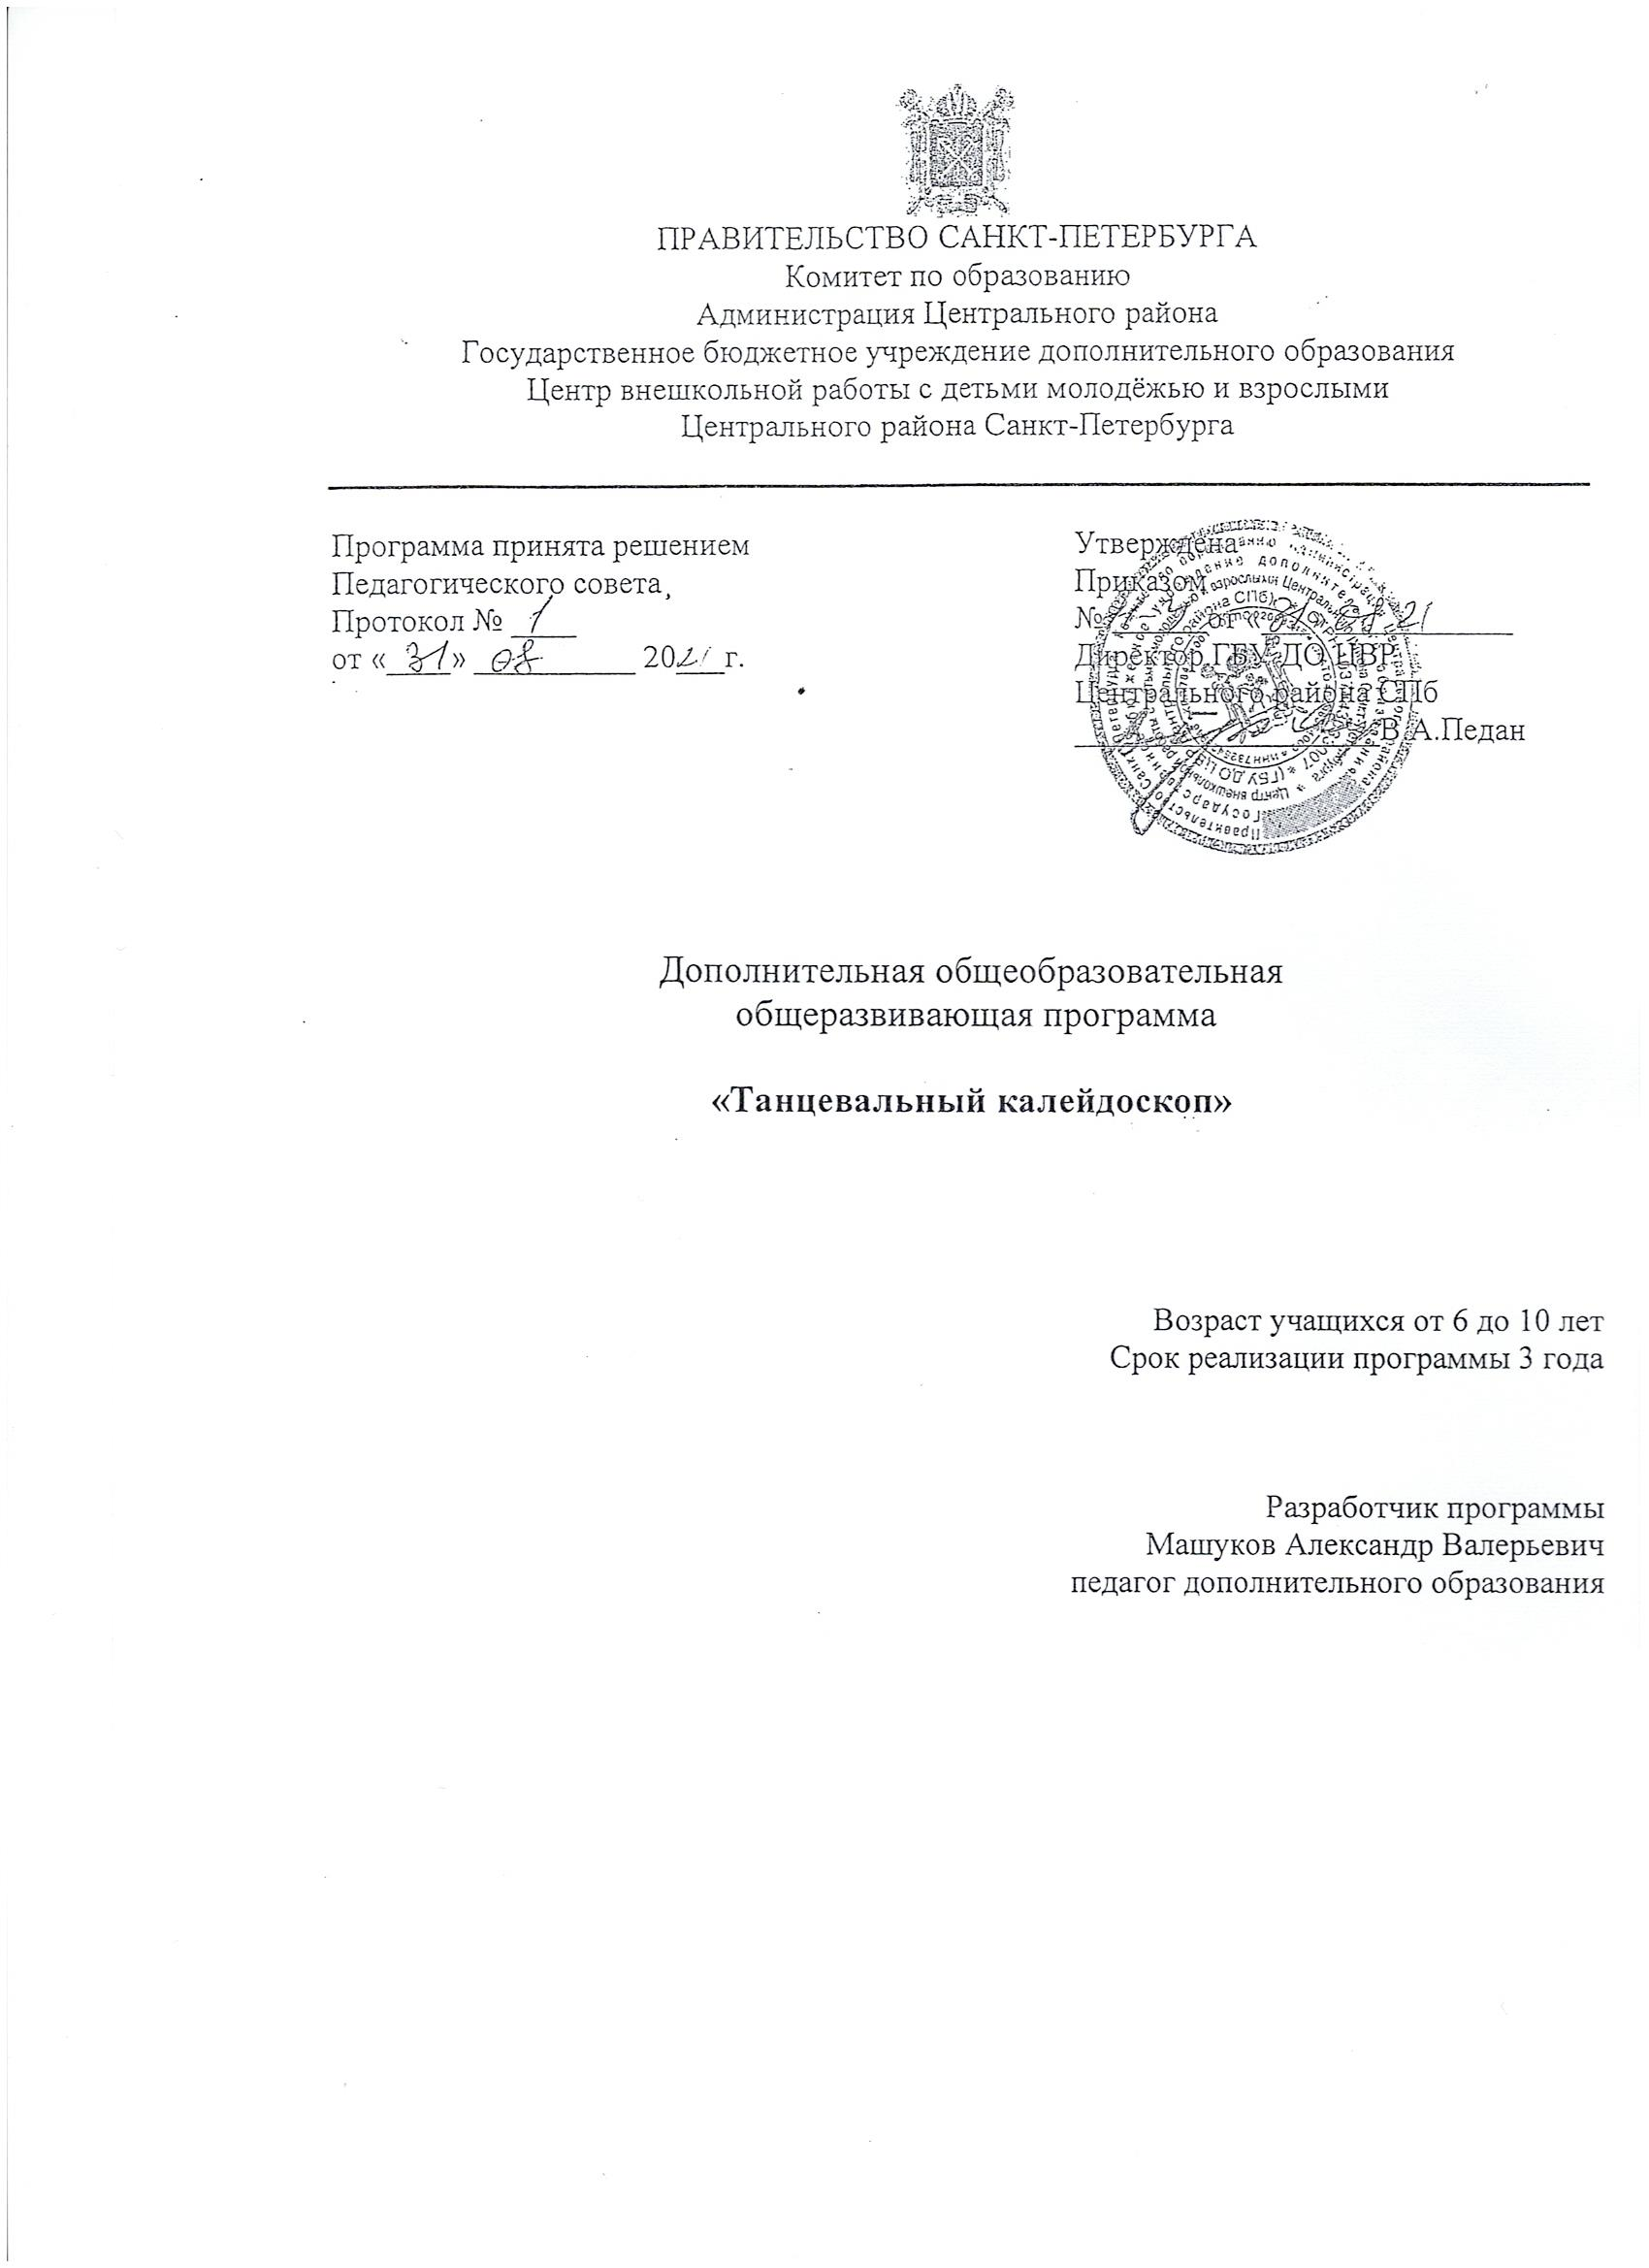 ПРАВИТЕЛЬСТВО САНКТ-ПЕТЕРБУРГА
Комитет по образованию
Администрация Центрального района
Государственное бюджетное учреждение дополнительного образования
Центр внешкольной работы с детьми молодёжью и взрослыми
Центрального района Санкт-Петербурга
Программа принята решением
Педагогического совета
Протокол № 1
от «31» 08 2021 г.
Утверждена
Приказом
№ от «
Директор ГБУ ДО ЦВР
Центрального района СПб
В.А.Педан
Дополнительная общеобразовательная
общеразвивающая программа
«Танцевальный калейдоскоп»
Возраст учащихся от 6 до 10 лет
Срок реализации программы 3 года
Разработчик программы
Машуков Александр Валерьевич
педагог дополнительного образования